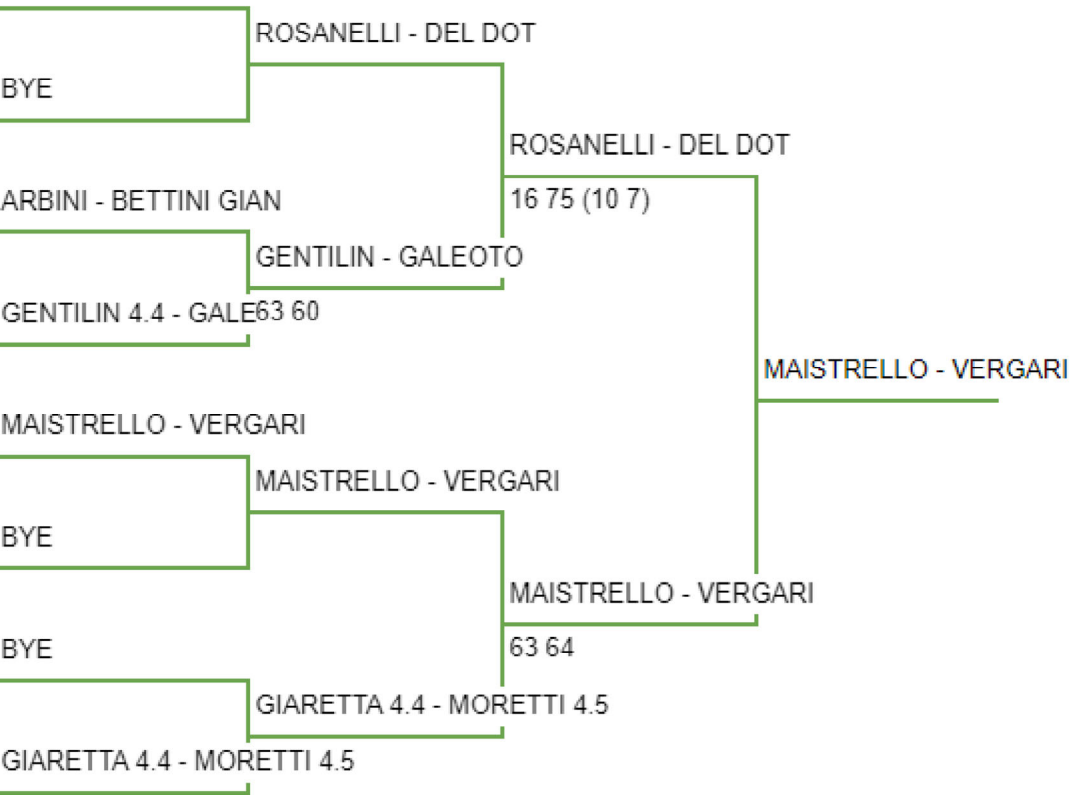 ROSANELLI - DEL DOT
BYE
ROSANELLI - DEL DOT
ARBINI - BETTINI GIAN
16 75 (10 7)
GENTILIN - GALEOTO
GENTILIN 4.4 - GALE
63 60
MAISTRELLO - VERGARI
MAISTRELLO - VERGARI
MAISTRELLO - VERGARI
BYE
MAISTRELLO - VERGARI
63 64
BYE
GIARETTA 4.4 - MORETTI 4.5
GIARETTA 4.4 - MORETTI 4.5